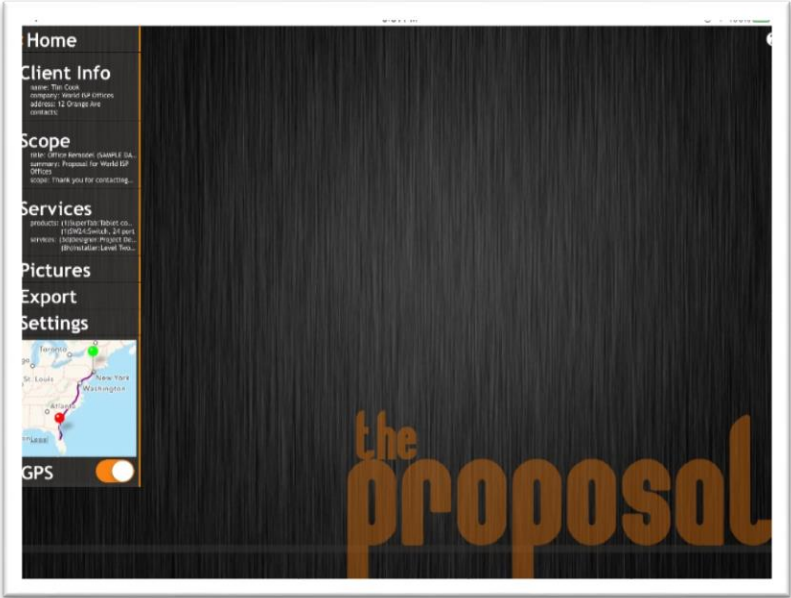 Home
Client Info
name: Tim Cook
company: World ISP Offices
address: 12 Orange Ave
contacts:
Scope
title: Office Remodel (SAMPLE DA...
summary: Proposal for World ISP
Offices
scope: Thank you for contacting...
Services
products: (1)SuperTab:Tablet co...
(1)SW24:Switch, 24 port
services: (50)Designer:Project De...
(8)Installer:Level Two...
Pictures
Export
Settings
Toronto
St. Louis
New York
Washington
Atlanta
GPS
the
proposal